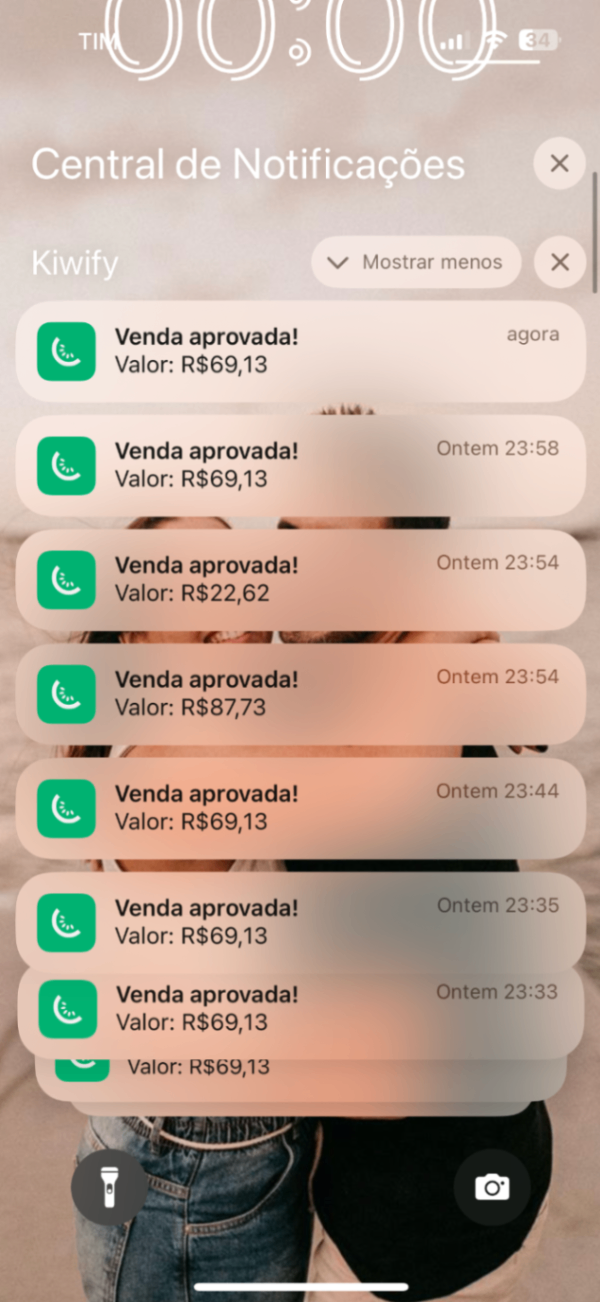 00:00
TIM
34
Central de Notificações
Kiwify
Mostrar menos
Venda aprovada!
agora
Valor: R$69,13
Venda aprovada!
Ontem 23:58
Valor: R$69,13
Venda aprovada!
Ontem 23:54
Valor: R$22,62
Venda aprovada!
Ontem 23:54
Valor: R$87,73
Venda aprovada!
Ontem 23:44
Valor: R$69,13
Venda aprovada!
Ontem 23:35
Valor: R$69,13
Venda aprovada!
Ontem 23:33
Valor: R$69,13
Valor: R$69,13